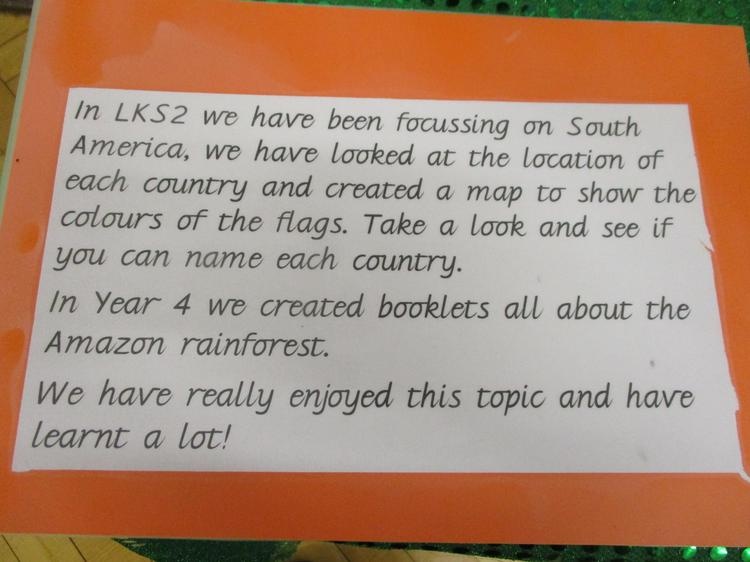 In LKS2 we have been focussing on South
America, we have looked at the location of
each country and created a map to show the
colours of the flags. Take a look and see if
you can name each country.
In Year 4 we created booklets all about the
Amazon rainforest.
We have really enjoyed this topic and have
learnt a lot!